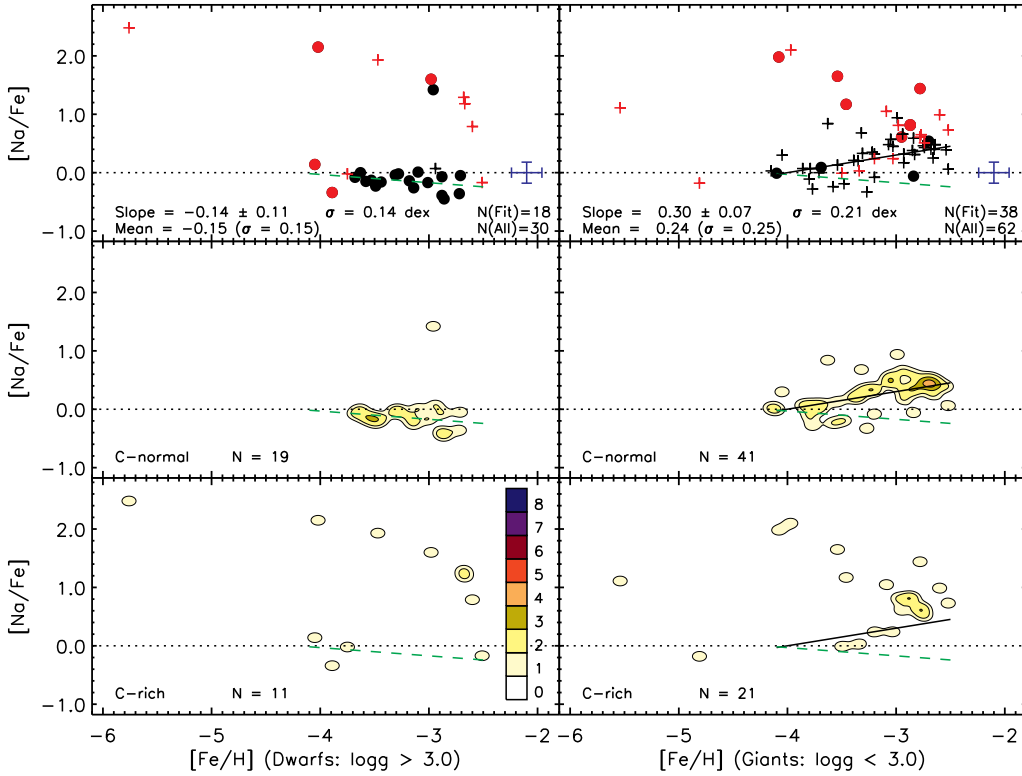 [Na/Fe]
2.0
1.0
0.0
−1.0
Slope = −0.14 ± 0.11 σ = 0.14 dex N(Fit)=18
Mean = −0.15 (σ = 0.15) N(All)=30
Slope = 0.30 ± 0.07 σ = 0.21 dex N(Fit)=38
Mean = 0.24 (σ = 0.25) N(All)=62
[Na/Fe]
2.0
1.0
0.0
−1.0
C−normal N = 19
C−normal N = 41
[Na/Fe]
2.0
1.0
0.0
−1.0
C−rich N = 11
8
7
6
5
4
3
2
1
0
C−rich N = 21
−6 −5 −4 −3 −2
−6 −5 −4 −3 −2
[Fe/H] (Dwarfs: logg > 3.0)
[Fe/H] (Giants: logg < 3.0)